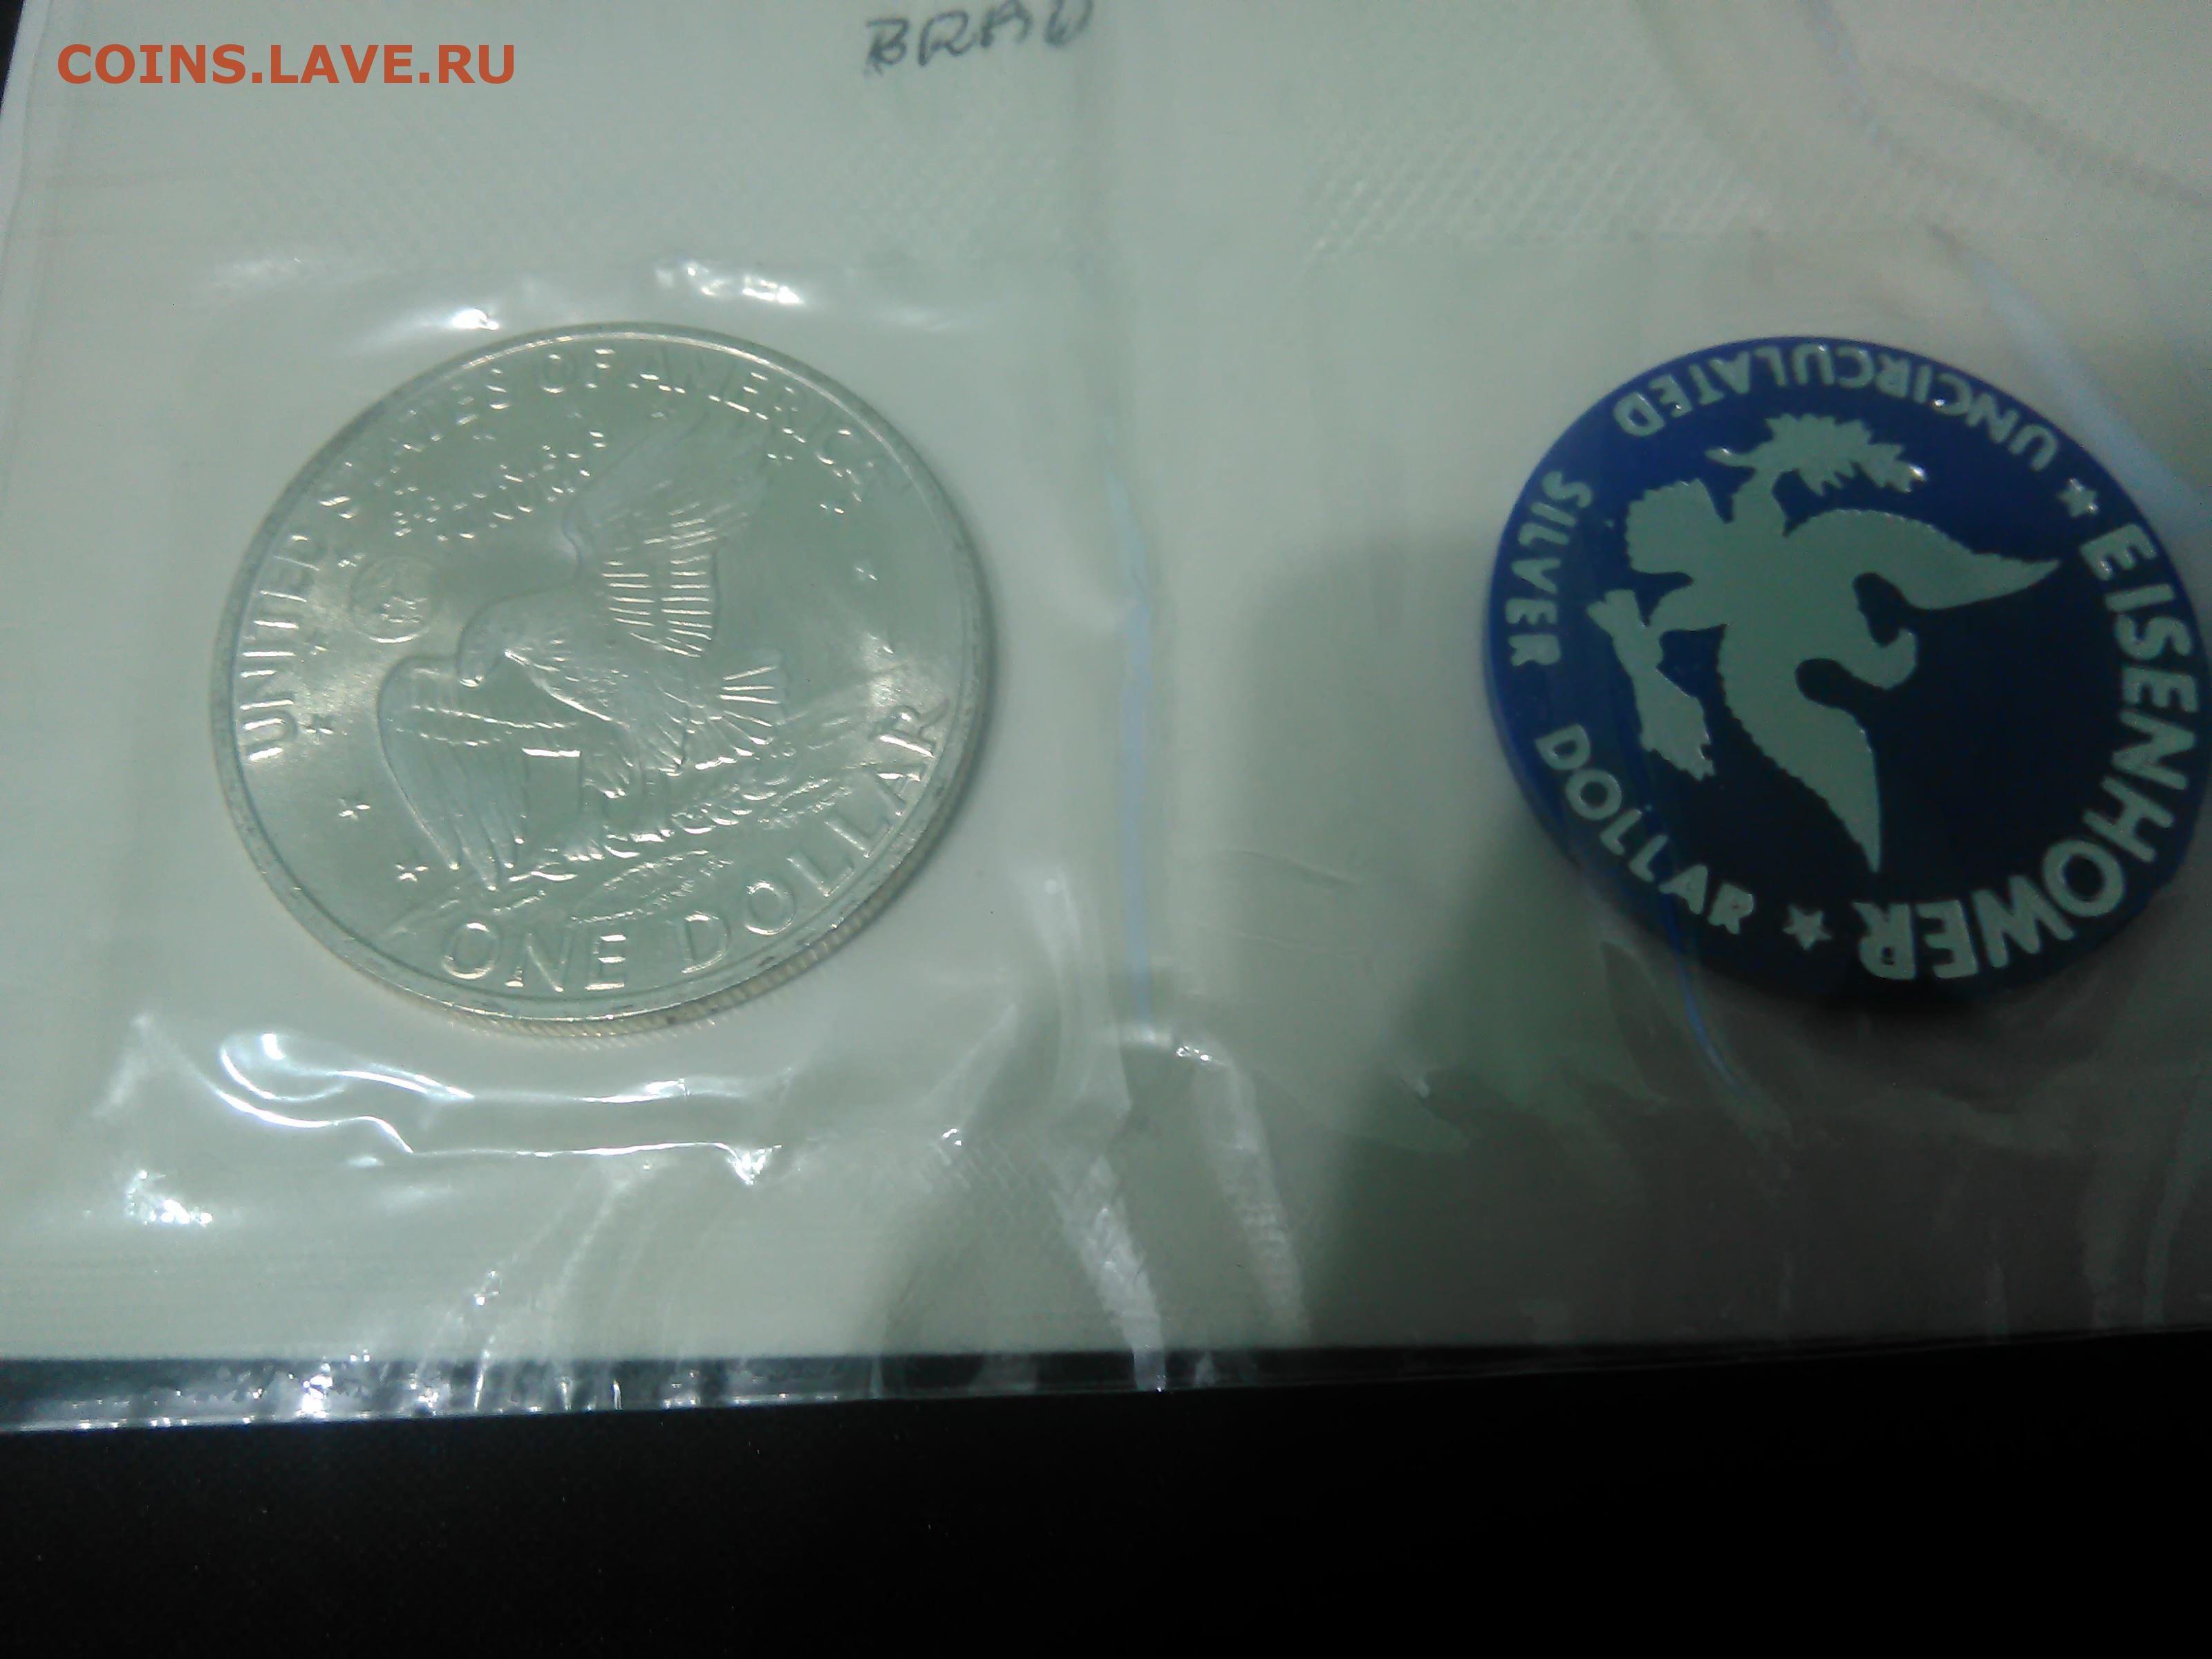 COINS.LAVE.RU
BRAD
UNITED STATES OF AMERICA
ONE DOLLAR
EISENHOWER
★ UNCIRCULATED SILVER DOLLAR ★